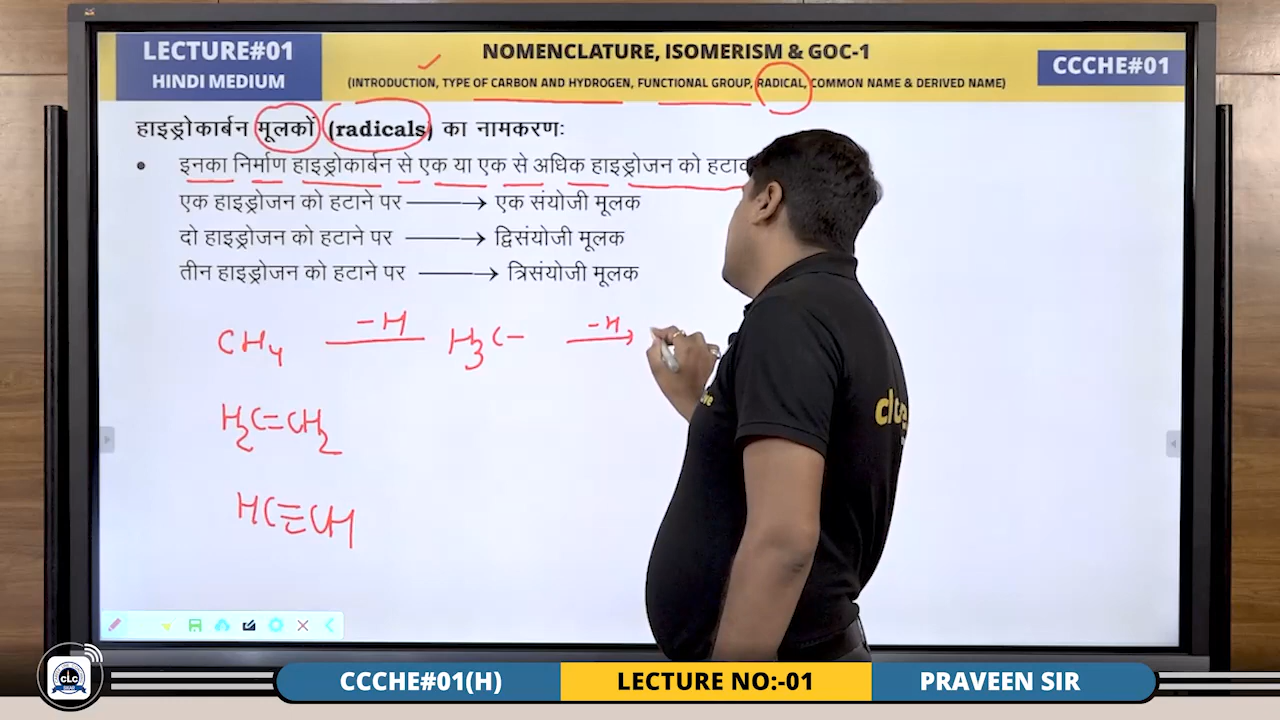 LECTURE#01
HINDI MEDIUM
NOMENCLATURE, ISOMERISM & GOC-1
(INTRODUCTION, TYPE OF CARBON AND HYDROGEN, FUNCTIONAL GROUP, RADICAL, COMMON NAME & DERIVED NAME)
CCCHE#01
हाइड्रोकार्बन मूलकों (radicals) का नामकरण:
• इनका निर्माण हाइड्रोकार्बन से एक या एक से अधिक हाइड्रोजन को
एक हाइड्रोजन को हटाने पर ⟶ एक संयोजी मूलक
दो हाइड्रोजन को हटाने पर ⟶ द्विसंयोजी मूलक
तीन हाइड्रोजन को हटाने पर ⟶ त्रिसंयोजी मूलक
CH₄ —(-H)— H₃C- —(-H)→
H₂C=CH₂
HC≡CH
CLC
CCCHE#01(H)
LECTURE NO:-01
PRAVEEN SIR